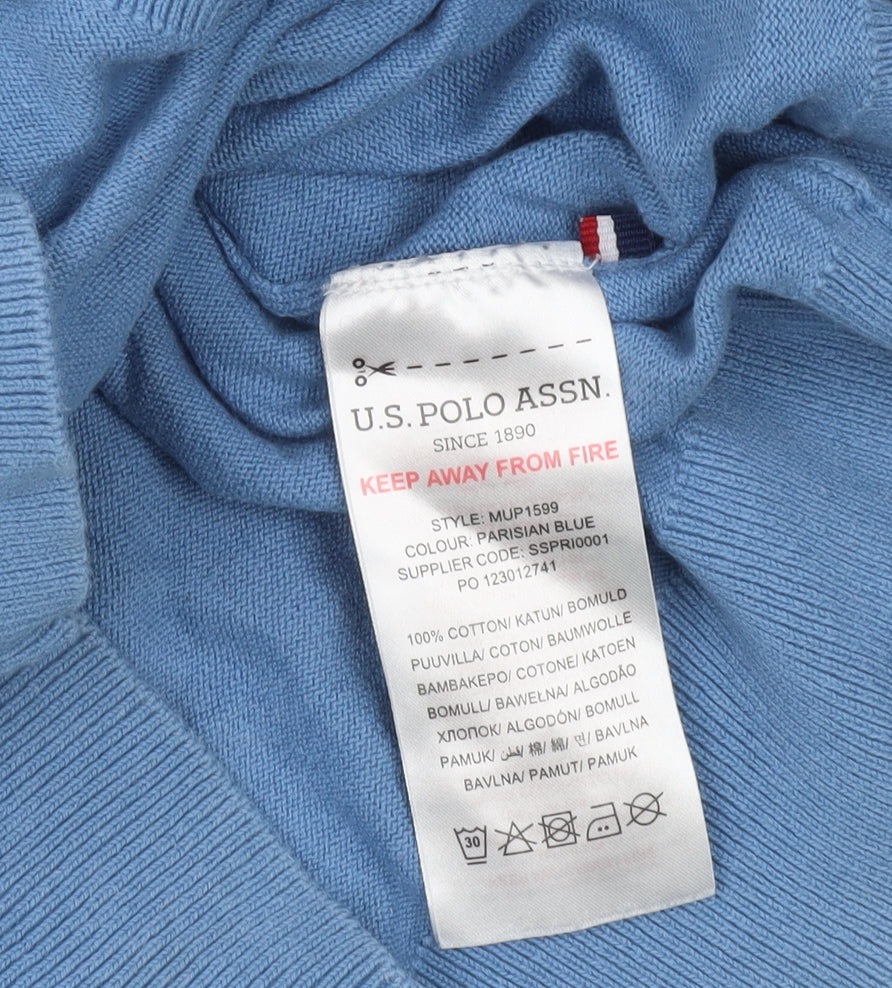 U.S. POLO ASSN.
SINCE 1890
KEEP AWAY FROM FIRE
STYLE: MUP1599
COLOUR: PARISIAN BLUE
SUPPLIER CODE: SSPRI0001
PO 123012741
100% COTTON/ KATUN/ BOMULD
PUUVILLA/ COTON/ BAUMWOLLE
BAMBAKEPO/ COTONE/ KATOEN
BOMULL/ BAWEŁNA/ ALGODÃO
ХЛОПОК/ ALGODÓN/ BOMULL
PAMUK/ قطن/ 棉/ 綿/ 면/ BAVLNA
BAVLNA/ PAMUT/ PAMUK
30